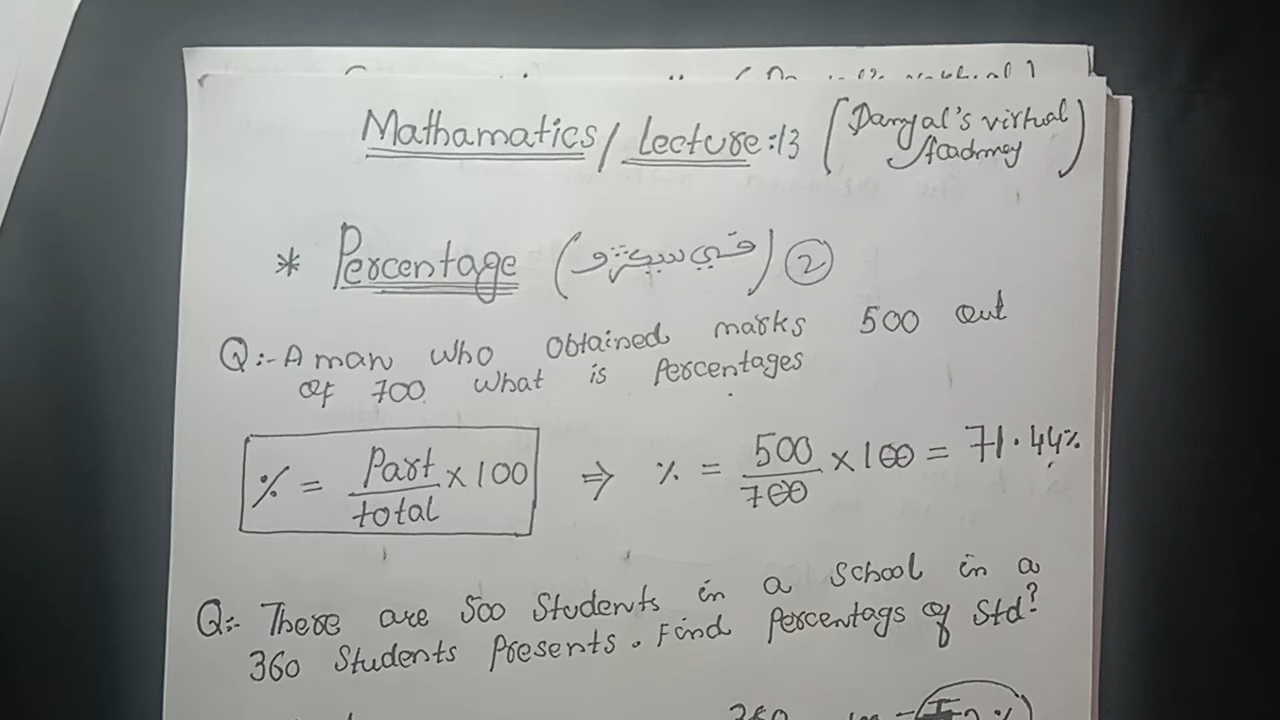 Mathamatics / Lecture:13 (Danyal's virtual
Acadmey)
* Percentage ( ) 2
Q:- A man who obtained marks 500 out
of 700 what is Percentages
% = Part/total × 100 ⇒ % = 500/700 × 100 = 71.44%
Q:- There are 500 Students in a School in a
360 Students Presents. Find Percentags of Std?
360